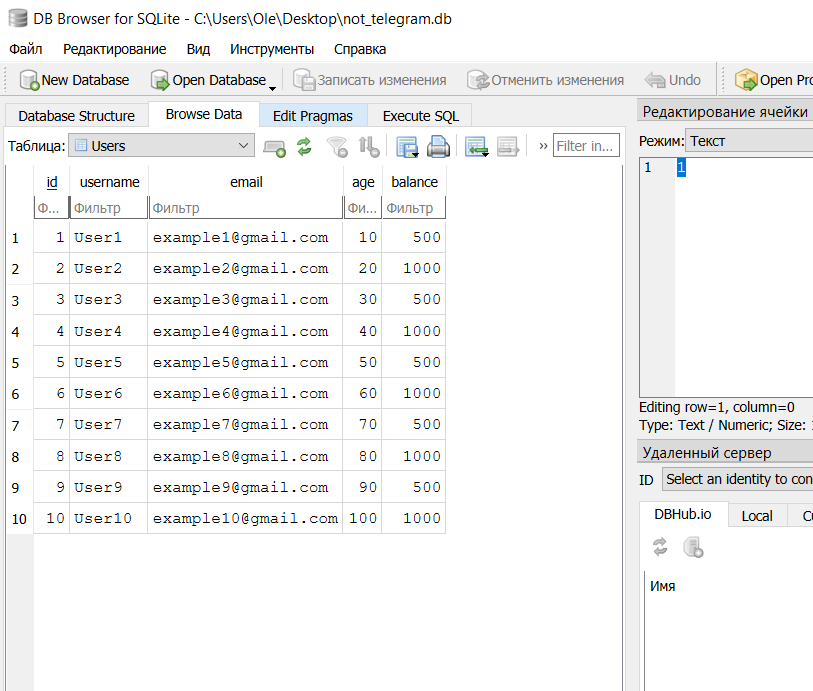 DB Browser for SQLite - C:\Users\Ole\Desktop\not_telegram.db
Файл Редактирование Вид Инструменты Справка
New Database Open Database Записать изменения Отменить изменения Undo Open Pro
Database Structure Browse Data Edit Pragmas Execute SQL
Таблица: Users » Filter in...
id username email age balance
Ф... Фильтр Фильтр Фи... Фильтр
1 1 User1 example1@gmail.com 10 500
2 2 User2 example2@gmail.com 20 1000
3 3 User3 example3@gmail.com 30 500
4 4 User4 example4@gmail.com 40 1000
5 5 User5 example5@gmail.com 50 500
6 6 User6 example6@gmail.com 60 1000
7 7 User7 example7@gmail.com 70 500
8 8 User8 example8@gmail.com 80 1000
9 9 User9 example9@gmail.com 90 500
10 10 User10 example10@gmail.com 100 1000
Редактирование ячейки
Режим: Текст
1 1
Editing row=1, column=0
Type: Text / Numeric; Size:
Удаленный сервер
ID Select an identity to con
DBHub.io Local Cu
Имя